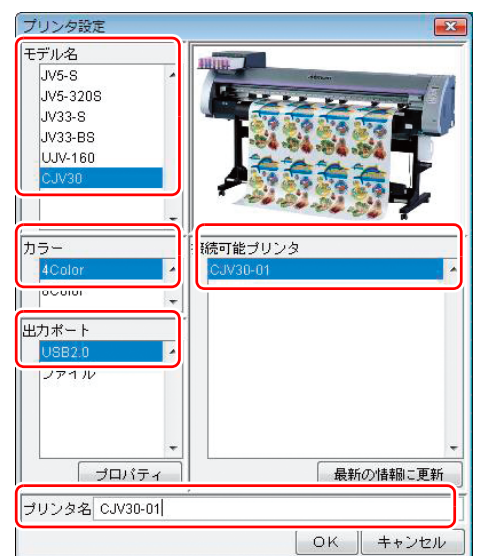 プリンタ設定
モデル名
JV5-S
JV5-320S
JV33-S
JV33-BS
UJV-160
CJV30
カラー
4Color
出力ポート
USB2.0
ファイル
プロパティ
接続可能プリンタ
CJV30-01
最新の情報に更新
プリンタ名 CJV30-01
OK キャンセル